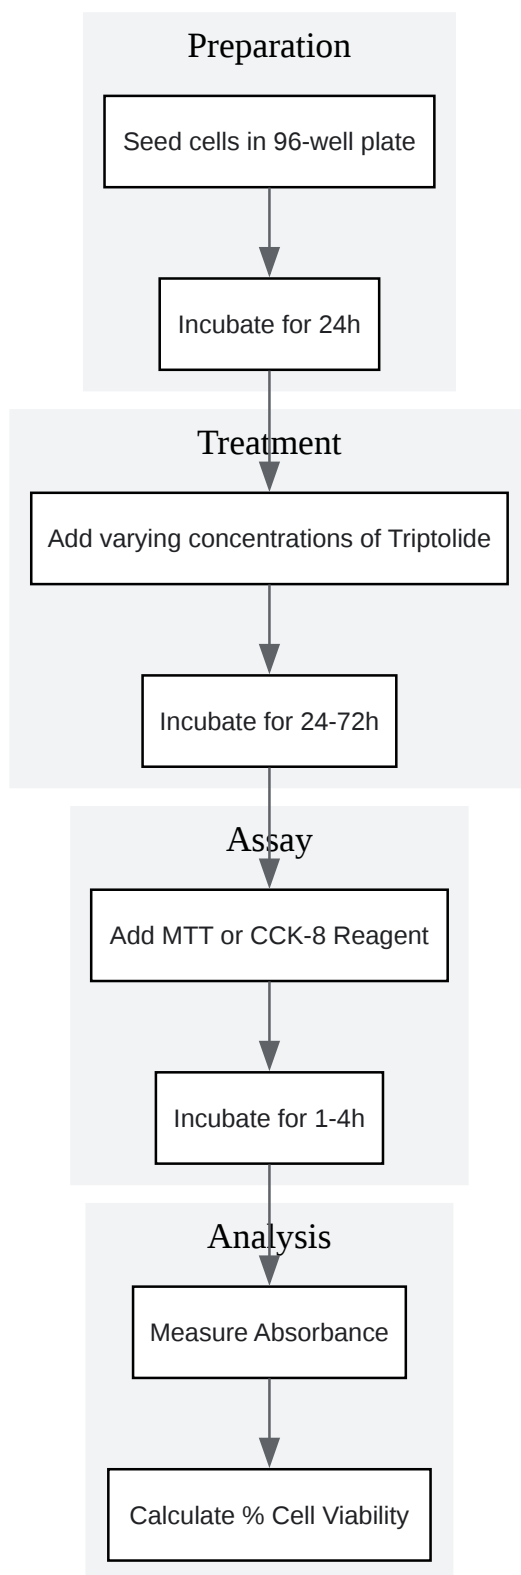 Preparation
Seed cells in 96-well plate
Incubate for 24h
Treatment
Add varying concentrations of Triptolide
Incubate for 24-72h
Assay
Add MTT or CCK-8 Reagent
Incubate for 1-4h
Analysis
Measure Absorbance
Calculate % Cell Viability